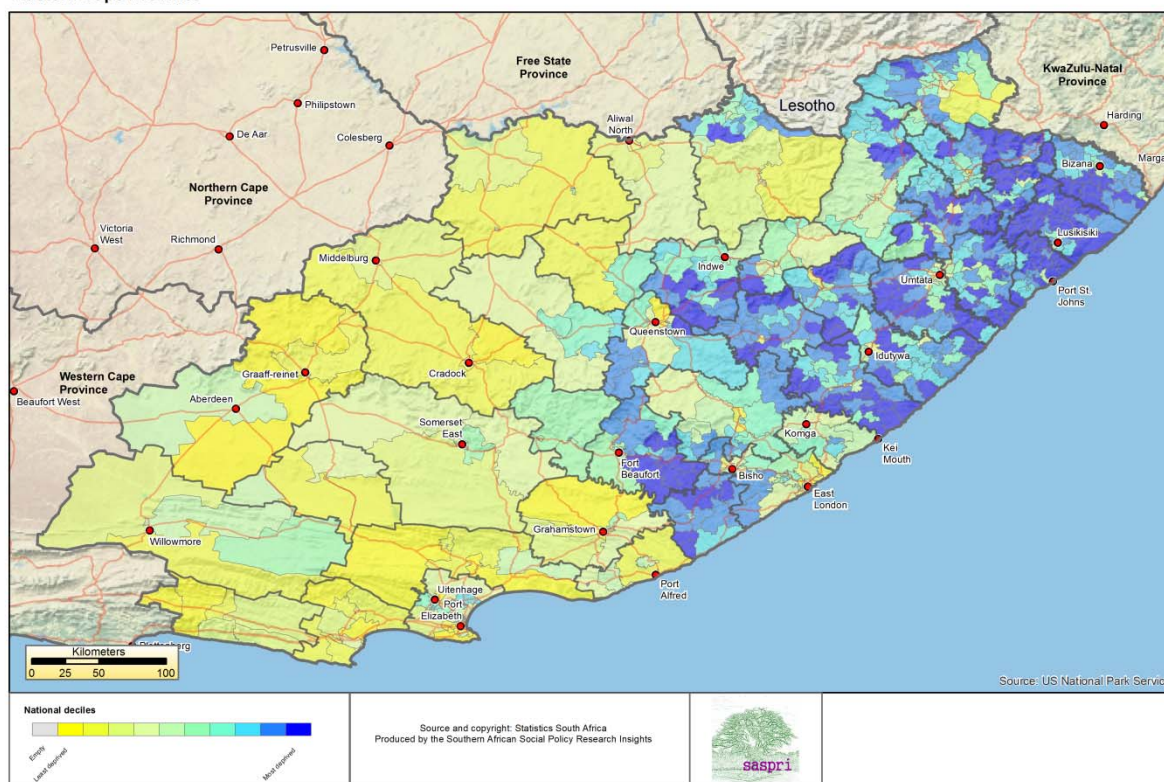 Petrusville
Free State
Province
KwaZulu-Natal
Province
Lesotho
Philipstown
Harding
De Aar
Colesberg
Aliwal
North
Marga
Bizana
Northern Cape
Province
Victoria
West
Richmond
Middelburg
Indwe
Lusikisiki
Umtata
Port St.
Johns
Queenstown
Idutywa
Western Cape
Province
Beaufort West
Graaff-reinet
Cradock
Aberdeen
Somerset
East
Komga
Kei
Mouth
Fort
Beaufort
Bisho
East
London
Willowmore
Grahamstown
Uitenhage
Port
Elizabeth
Port
Alfred
Kilometers
0 25 50 100
Source: US National Park Servic
National deciles
Empty
Least deprived
Most deprived
Source and copyright: Statistics South Africa
Produced by the Southern African Social Policy Research Insights
saspri